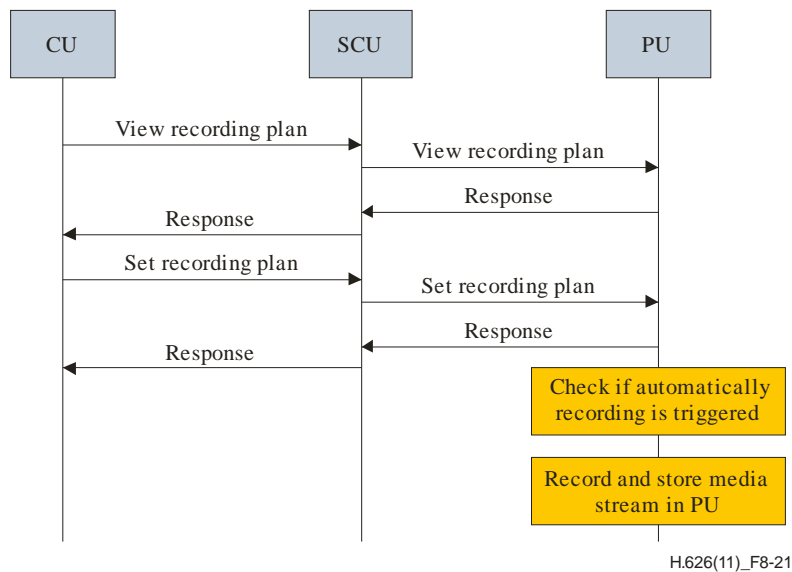 CU
SCU
PU
View recording plan
View recording plan
Response
Response
Set recording plan
Set recording plan
Response
Response
Check if automatically
recording is triggered
Record and store media
stream in PU
H.626(11)_F8-21